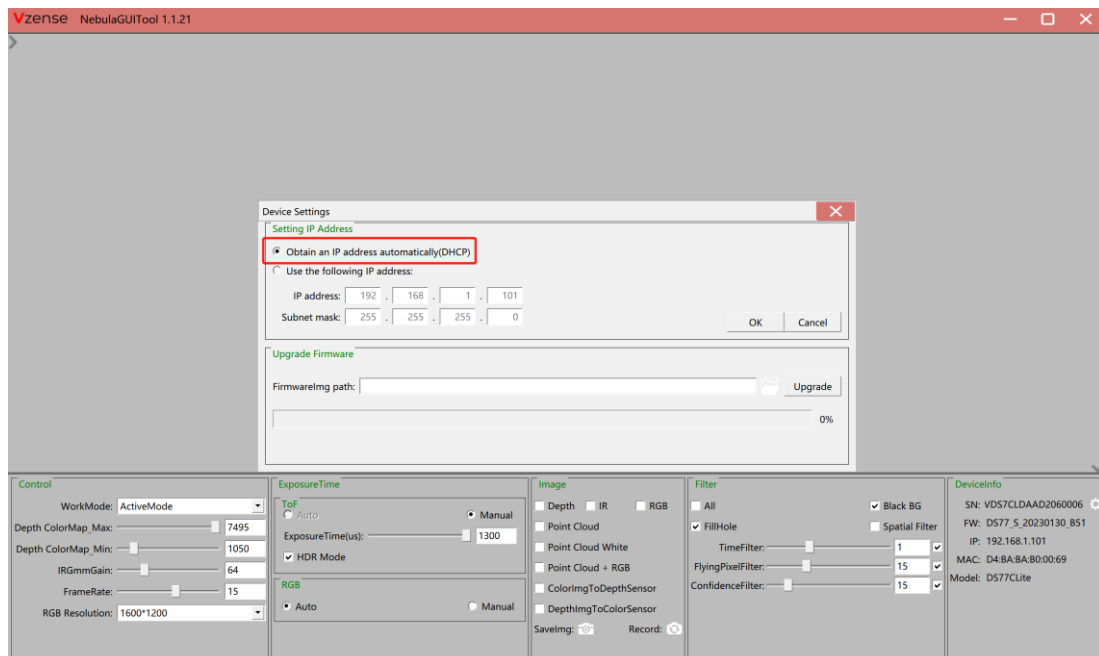 Vzense NebulaGUITool 1.1.21
Device Settings
Setting IP Address
Obtain an IP address automatically(DHCP)
Use the following IP address:
IP address: 192 . 168 . 1 . 101
Subnet mask: 255 . 255 . 255 . 0
OK Cancel
Upgrade Firmware
FirmwareImg path: Upgrade
0%
Control
WorkMode: ActiveMode
Depth ColorMap_Max: 7495
Depth ColorMap_Min: 1050
IRGmmGain: 64
FrameRate: 15
RGB Resolution: 1600*1200
ExposureTime
ToF
Auto Manual
ExposureTime(us): 1300
HDR Mode
RGB
Auto Manual
Image
Depth IR RGB
Point Cloud
Point Cloud White
Point Cloud + RGB
ColorImgToDepthSensor
DepthImgToColorSensor
SaveImg: Record:
Filter
All Black BG
FillHole Spatial Filter
TimeFilter: 1
FlyingPixelFilter: 15
ConfidenceFilter: 15
DeviceInfo
SN: VDS7CLDAAD2060006
FW: DS77_S_20230130_B51
IP: 192.168.1.101
MAC: D4:BA:BA:B0:00:69
Model: DS77CLite